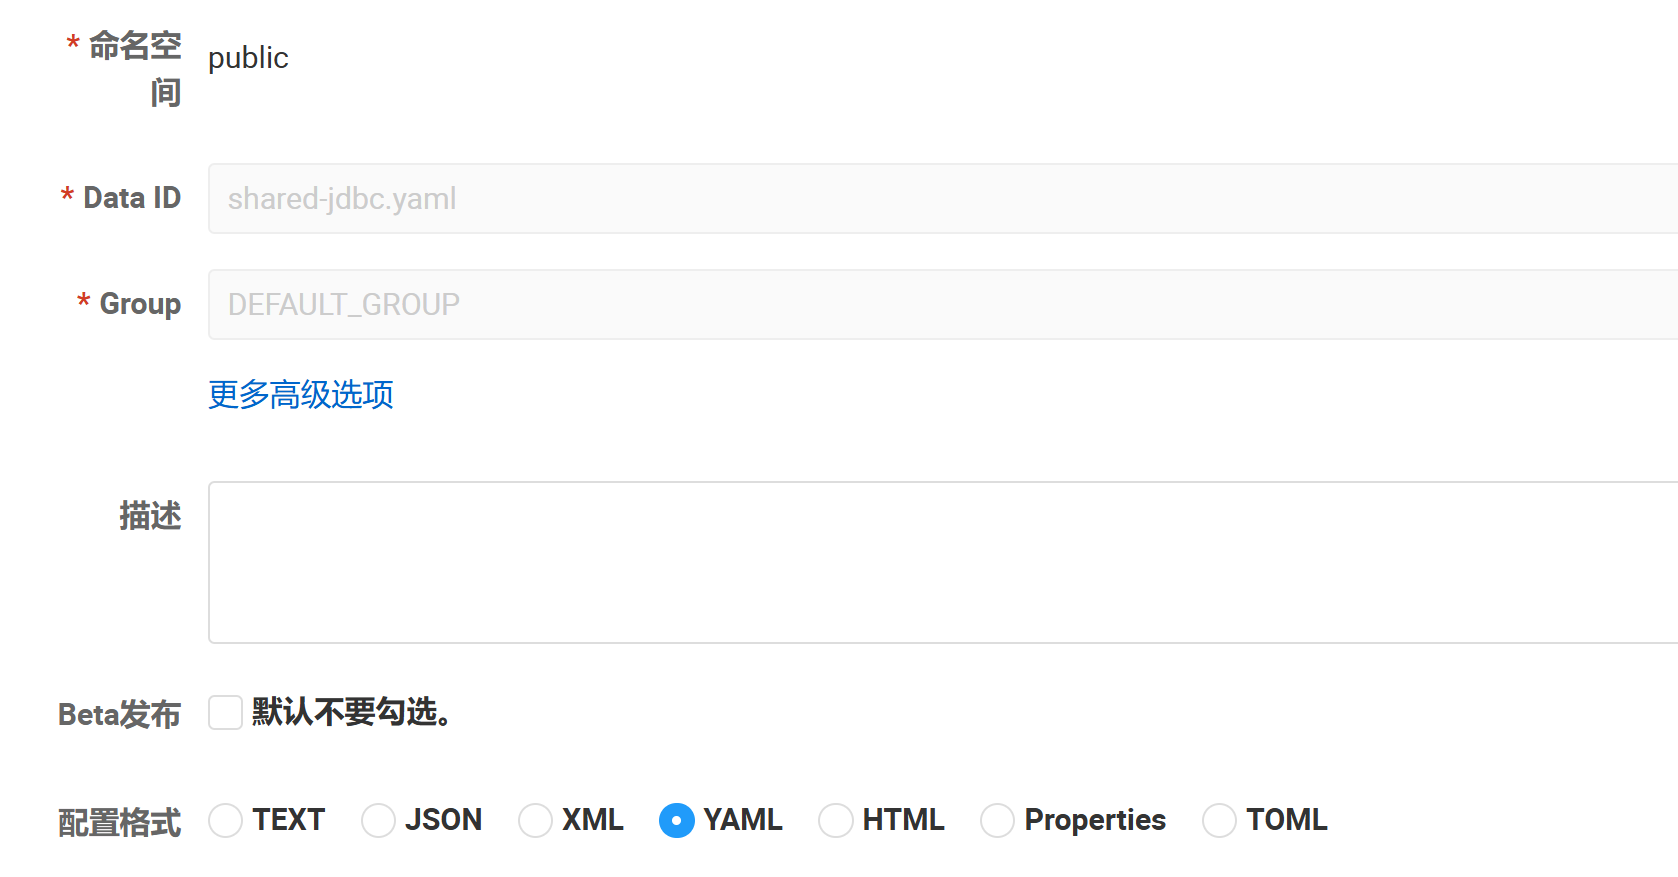 * 命名空
间
public
* Data ID
shared-jdbc.yaml
* Group
DEFAULT_GROUP
更多高级选项
描述
Beta发布
默认不要勾选。
配置格式
TEXT JSON XML YAML HTML Properties TOML